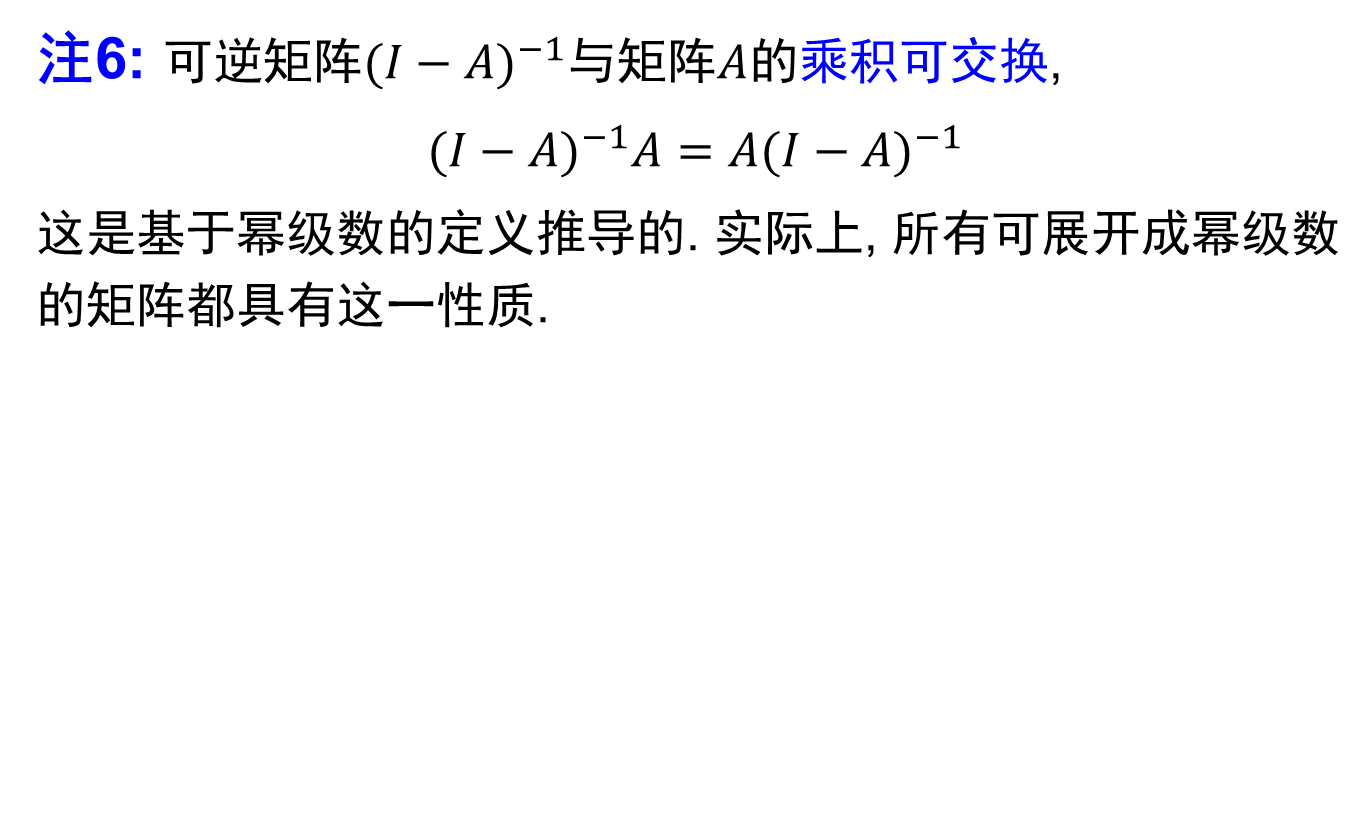 注6: 可逆矩阵(𝐼 − 𝐴)⁻¹与矩阵𝐴的乘积可交换,
(𝐼 − 𝐴)⁻¹𝐴 = 𝐴(𝐼 − 𝐴)⁻¹
这是基于幂级数的定义推导的. 实际上, 所有可展开成幂级数
的矩阵都具有这一性质.